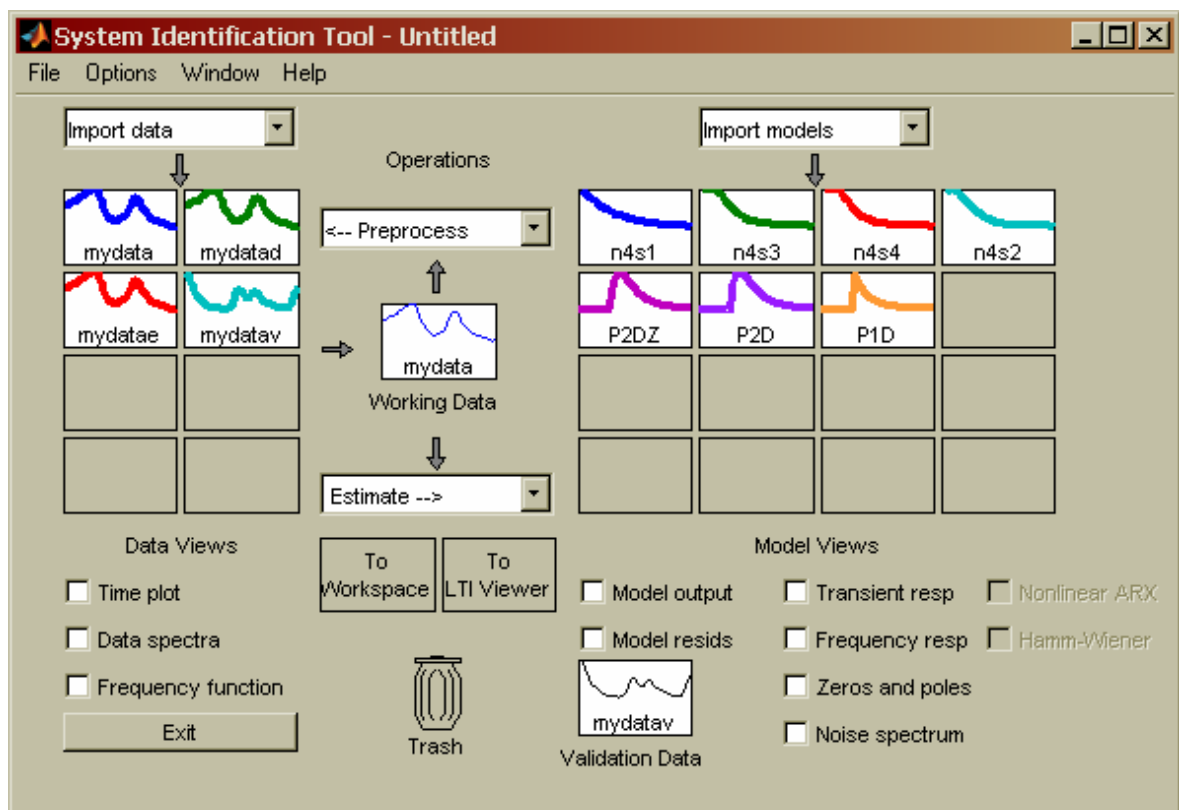 System Identification Tool - Untitled
File Options Window Help
Import data
Import models
Operations
mydata
mydatad
<-- Preprocess
n4s1
n4s3
n4s4
n4s2
mydatae
mydatav
mydata
P2DZ
P2D
P1D
Working Data
Estimate -->
Data Views
To
Workspace
To
LTI Viewer
Model Views
Time plot
Model output
Transient resp
Nonlinear ARX
Data spectra
Model resids
Frequency resp
Hamm-Wiener
Frequency function
mydatav
Zeros and poles
Exit
Trash
Validation Data
Noise spectrum